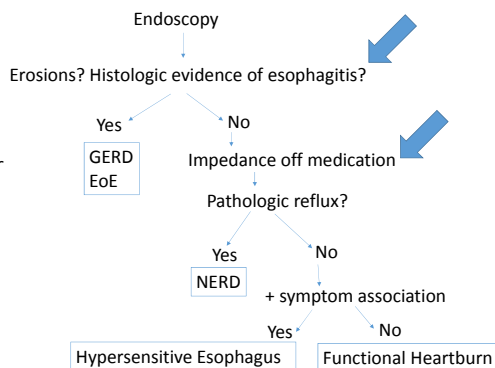 Endoscopy
Erosions? Histologic evidence of esophagitis?
Yes
No
GERD
EoE
Impedance off medication
Pathologic reflux?
Yes
No
NERD
+ symptom association
Yes
No
Hypersensitive Esophagus
Functional Heartburn